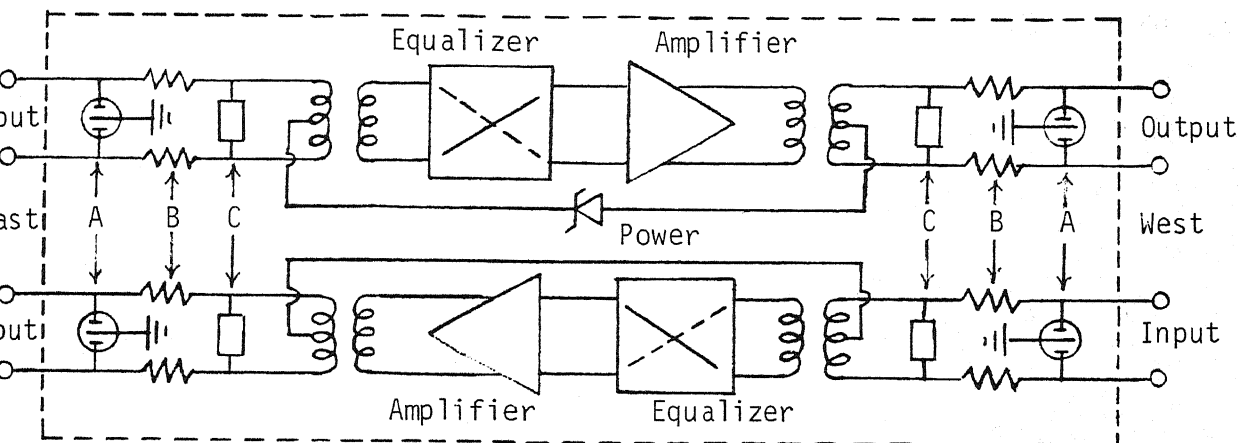 Equalizer Amplifier
put Output
ast A B C C B A West
Power
put Input
Amplifier Equalizer